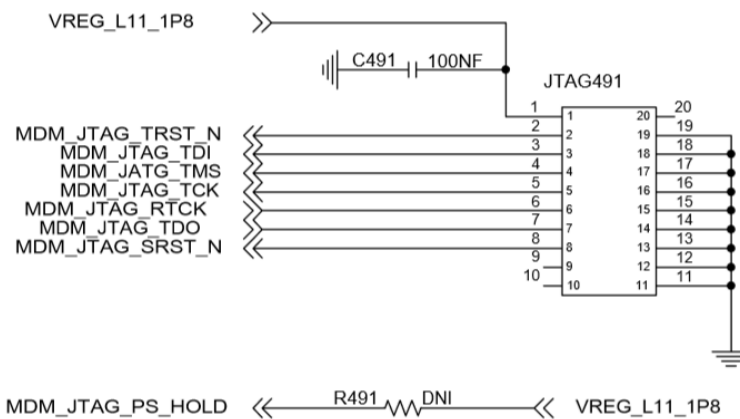 VREG_L11_1P8
C491 100NF
JTAG491
1 1 20 20
MDM_JTAG_TRST_N 2 2 19 19
MDM_JTAG_TDI 3 3 18 18
MDM_JATG_TMS 4 4 17 17
MDM_JTAG_TCK 5 5 16 16
MDM_JTAG_RTCK 6 6 15 15
MDM_JTAG_TDO 7 7 14 14
MDM_JTAG_SRST_N 8 8 13 13
9 9 12 12
10 10 11 11
MDM_JTAG_PS_HOLD R491 DNI VREG_L11_1P8